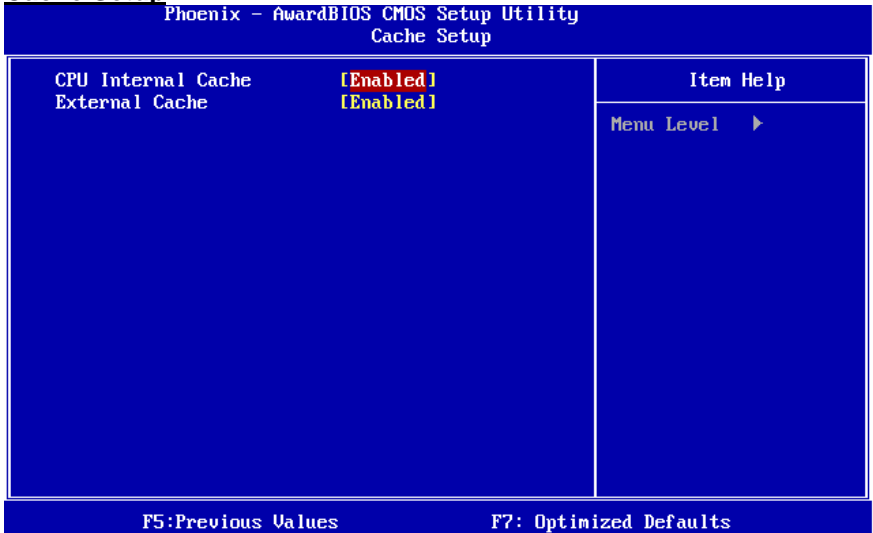 Phoenix - AwardBIOS CMOS Setup Utility
Cache Setup
CPU Internal Cache [Enabled]
External Cache [Enabled]
Item Help
Menu Level ▶
F5:Previous Values F7: Optimized Defaults